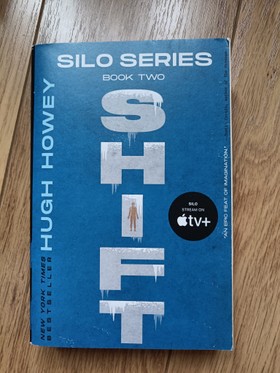 SILO SERIES
BOOK TWO
SHIFT
HUGH HOWEY
NEW YORK TIMES
BESTSELLER
SILO
STREAM ON
tv+
"AN EPIC FEAT OF IMAGINATION."